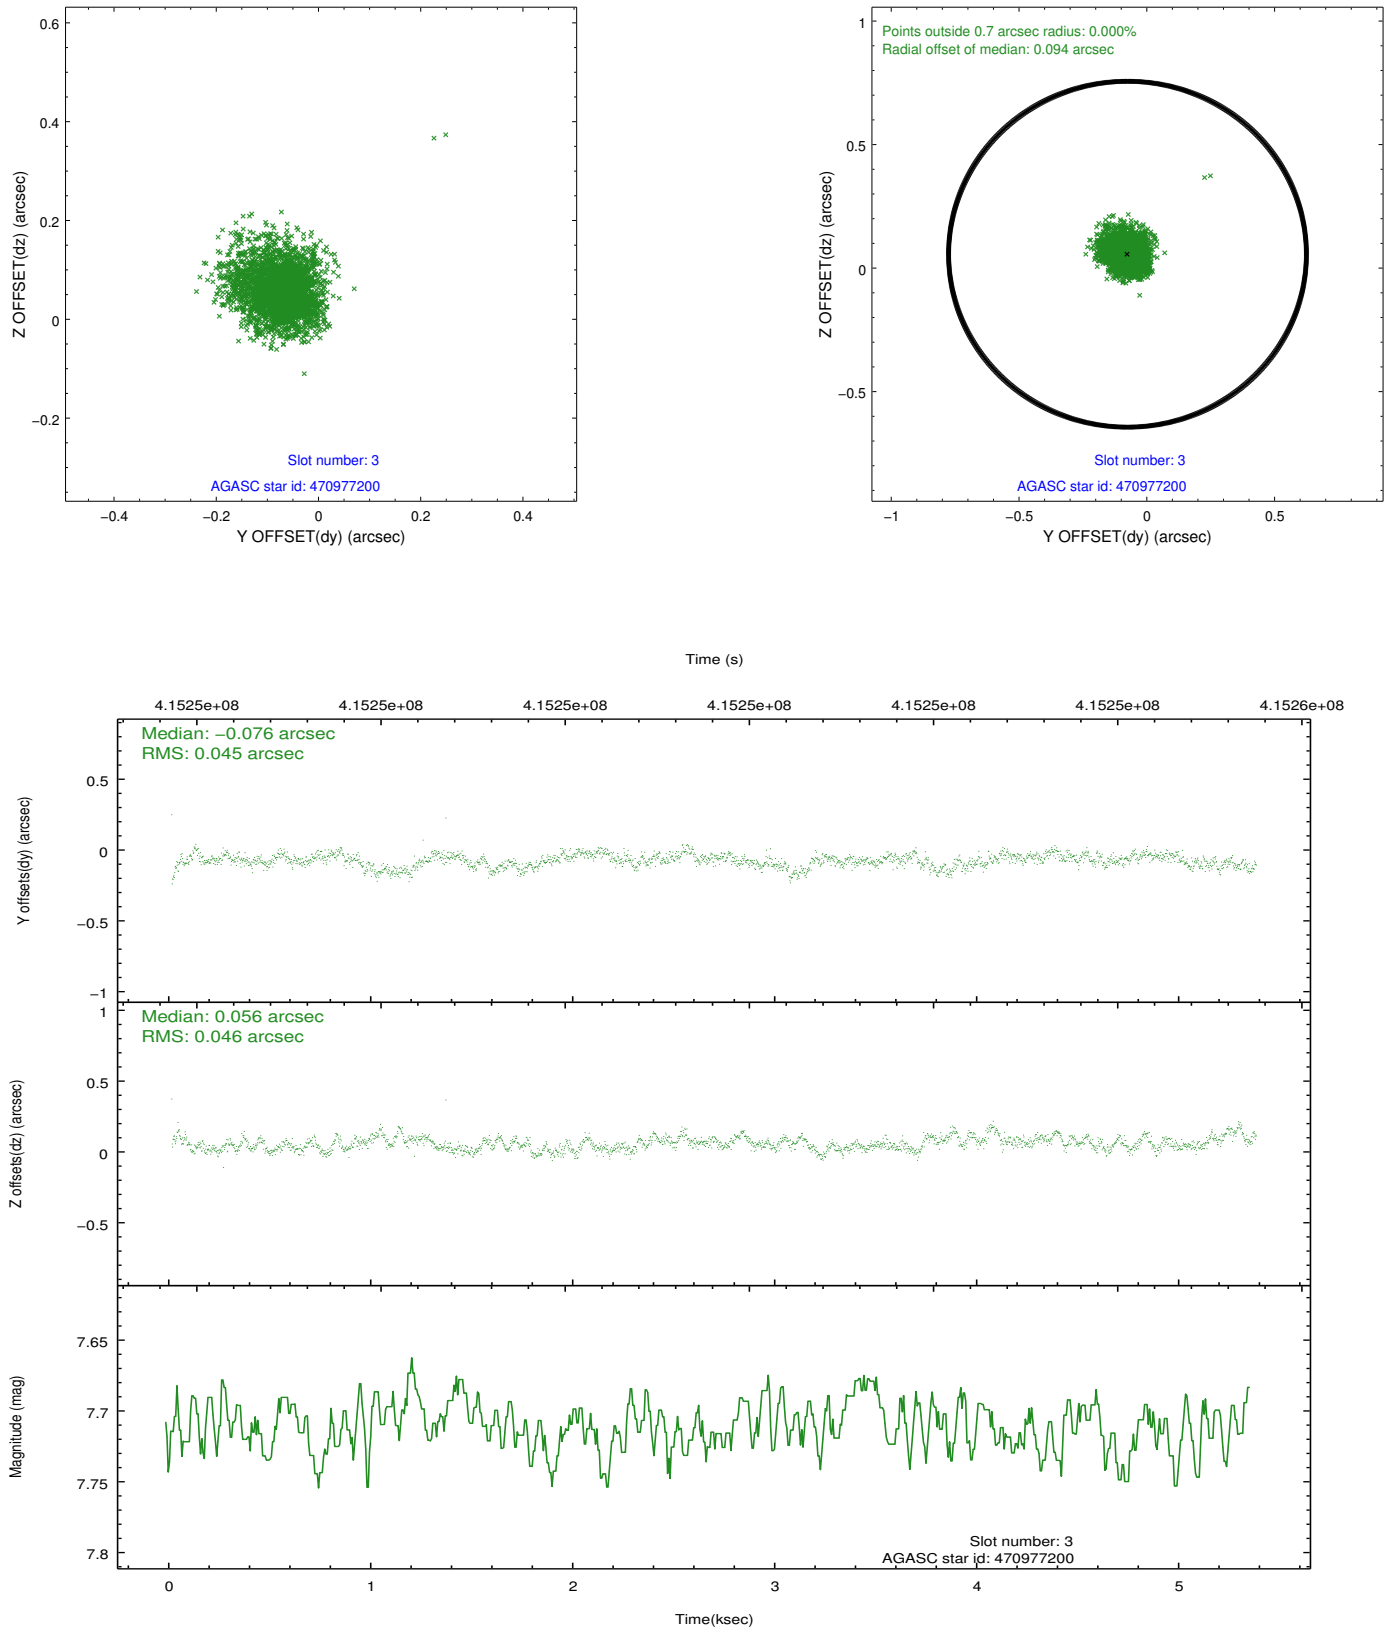 0.6
0.4
0.2
0
−0.2
Z OFFSET(dz) (arcsec)
Slot number: 3
AGASC star id: 470977200
−0.4 −0.2 0 0.2 0.4
Y OFFSET(dy) (arcsec)
Points outside 0.7 arcsec radius: 0.000%
Radial offset of median: 0.094 arcsec
1
0.5
0
−0.5
Z OFFSET(dz) (arcsec)
Slot number: 3
AGASC star id: 470977200
−1 −0.5 0 0.5
Y OFFSET(dy) (arcsec)
Time (s)
4.1525e+08 4.1525e+08 4.1525e+08 4.1525e+08 4.1525e+08 4.1525e+08 4.1526e+08
Median: −0.076 arcsec
RMS: 0.045 arcsec
0.5
0
−0.5
−1
Y offsets(dy) (arcsec)
Median: 0.056 arcsec
RMS: 0.046 arcsec
1
0.5
0
−0.5
Z offsets(dz) (arcsec)
7.65
7.7
7.75
7.8
Magnitude (mag)
Slot number: 3
AGASC star id: 470977200
0 1 2 3 4 5
Time(ksec)